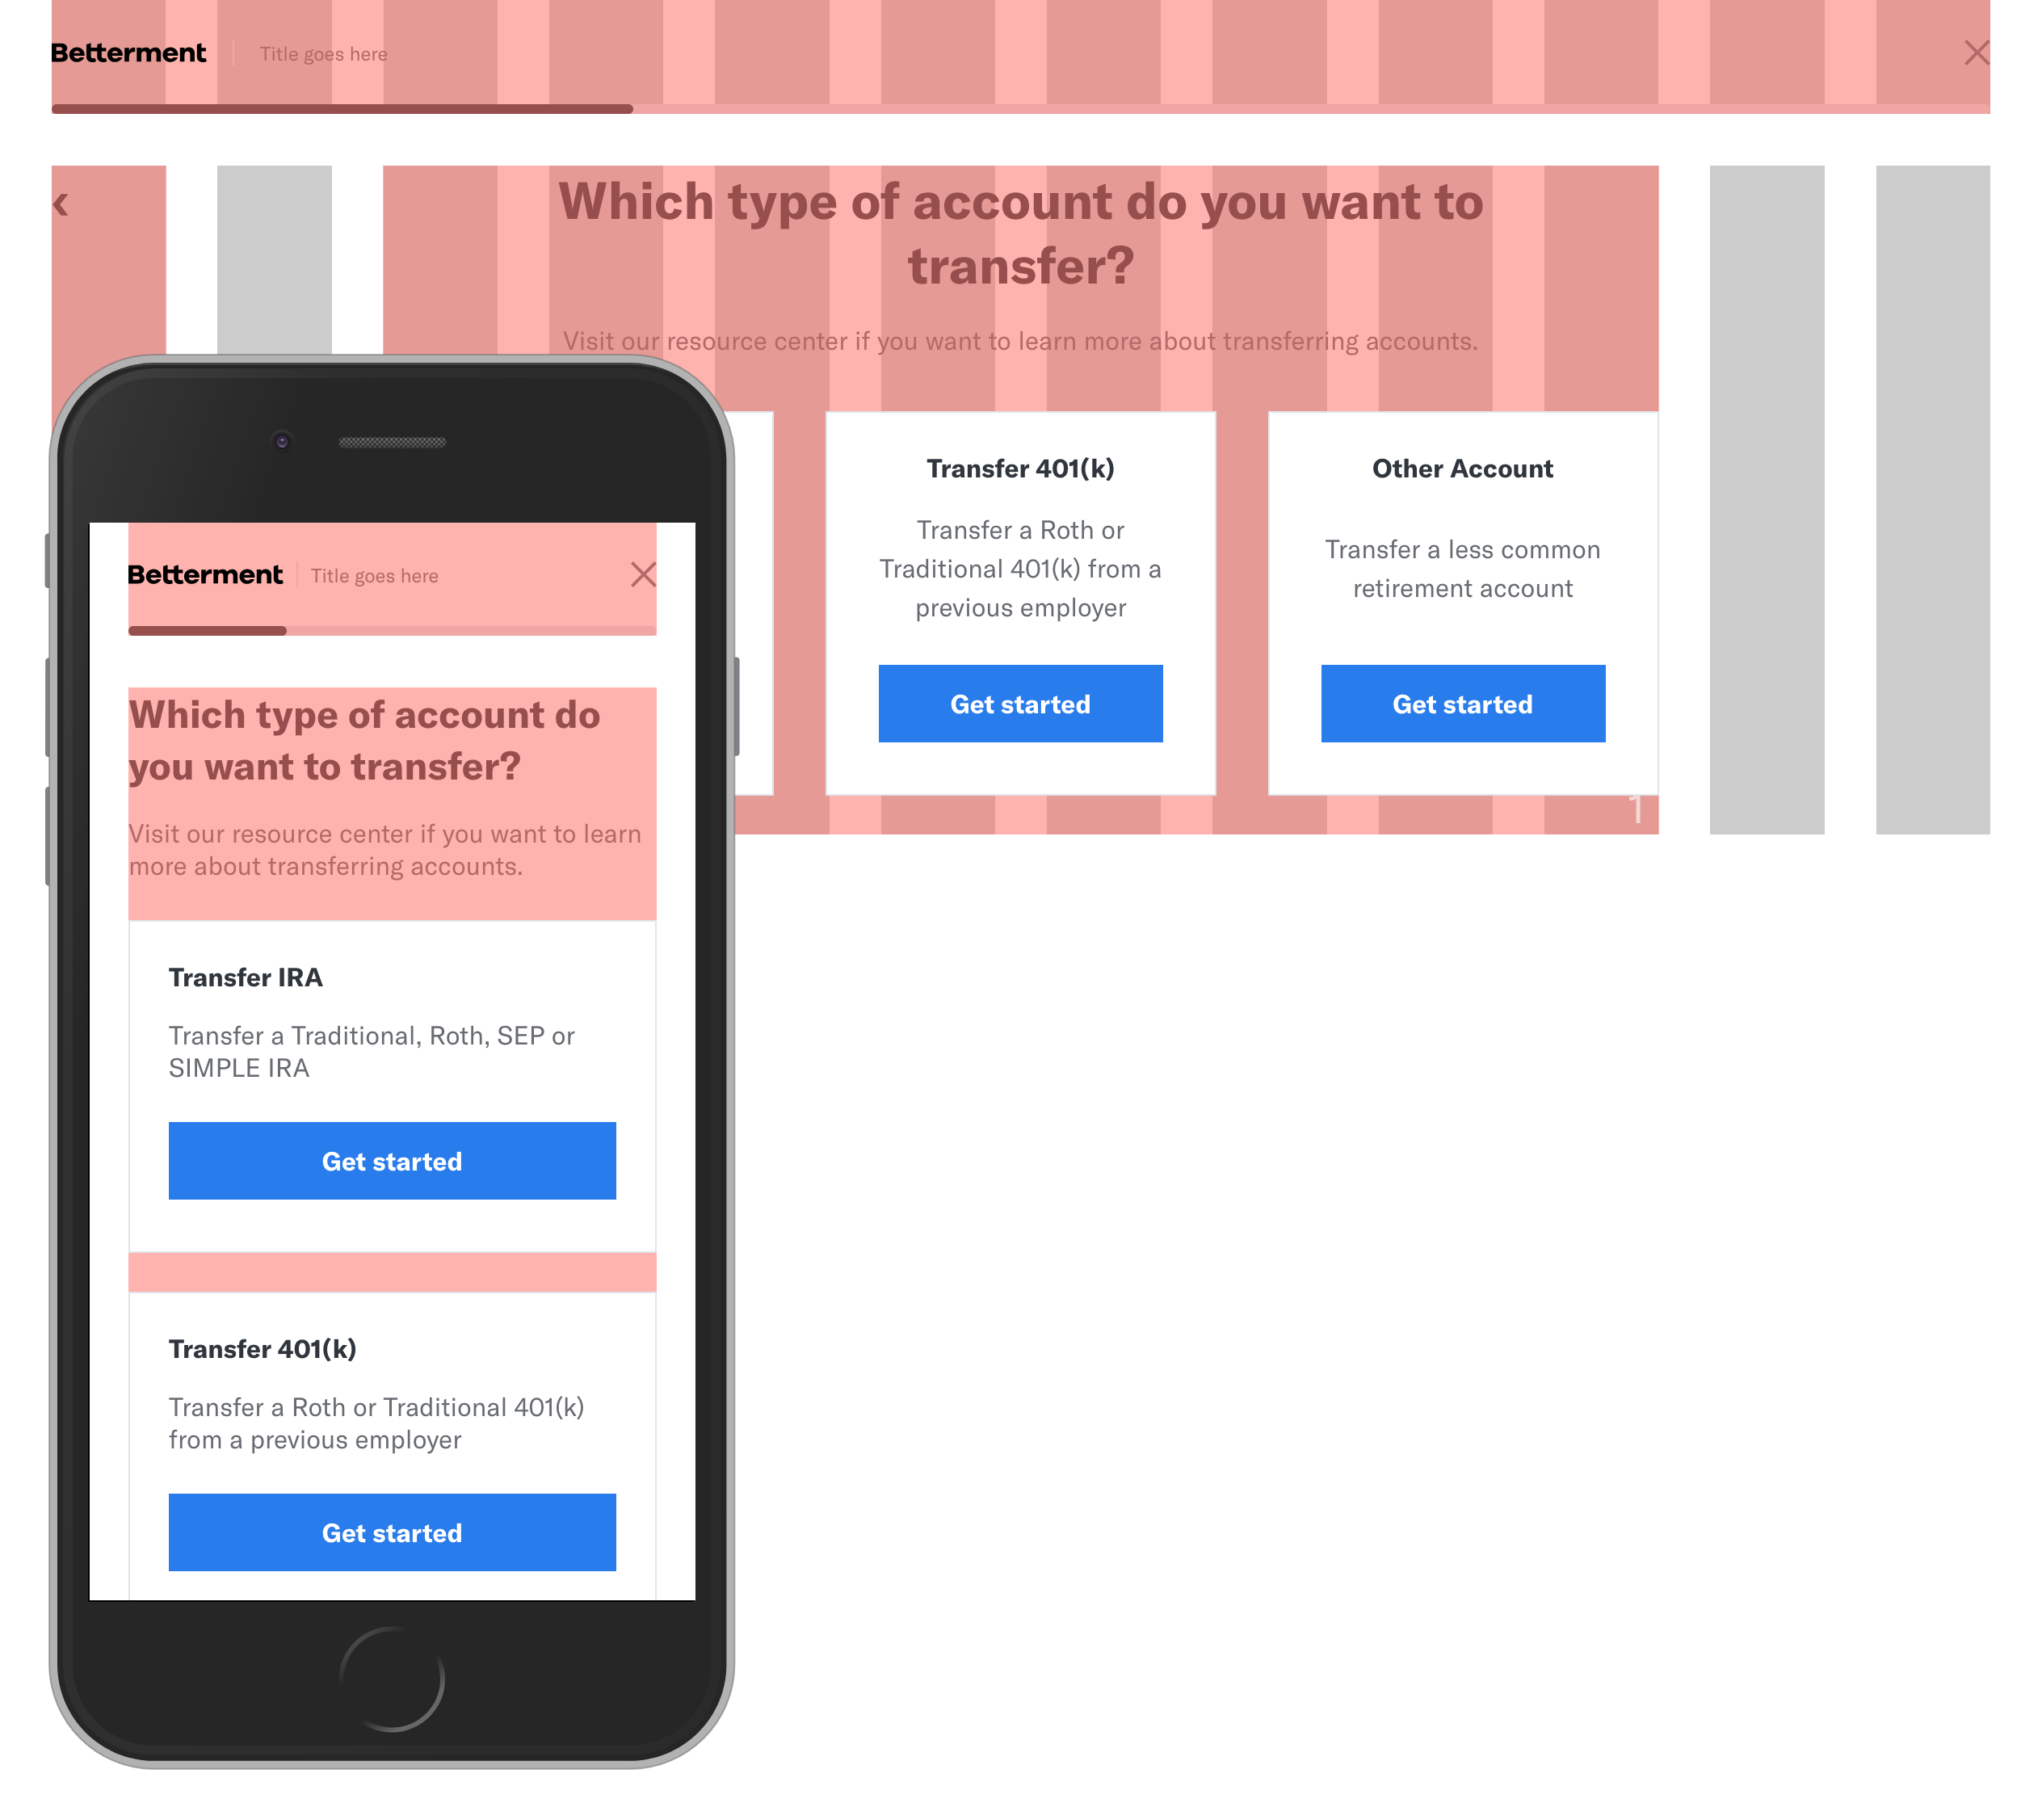 Betterment
Title goes here
Which type of account do you want to
transfer?
Visit our resource center if you want to learn more about transferring accounts.
Transfer 401(k)
Transfer a Roth or
Traditional 401(k) from a
previous employer
Get started
Other Account
Transfer a less common
retirement account
Get started
1
Betterment
Title goes here
Which type of account do
you want to transfer?
Visit our resource center if you want to learn
more about transferring accounts.
Transfer IRA
Transfer a Traditional, Roth, SEP or
SIMPLE IRA
Get started
Transfer 401(k)
Transfer a Roth or Traditional 401(k)
from a previous employer
Get started